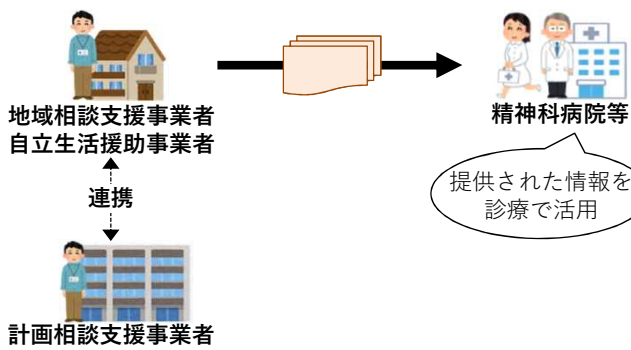 地域相談支援事業者
自立生活援助事業者
精神科病院等
提供された情報を
診療で活用
連携
計画相談支援事業者